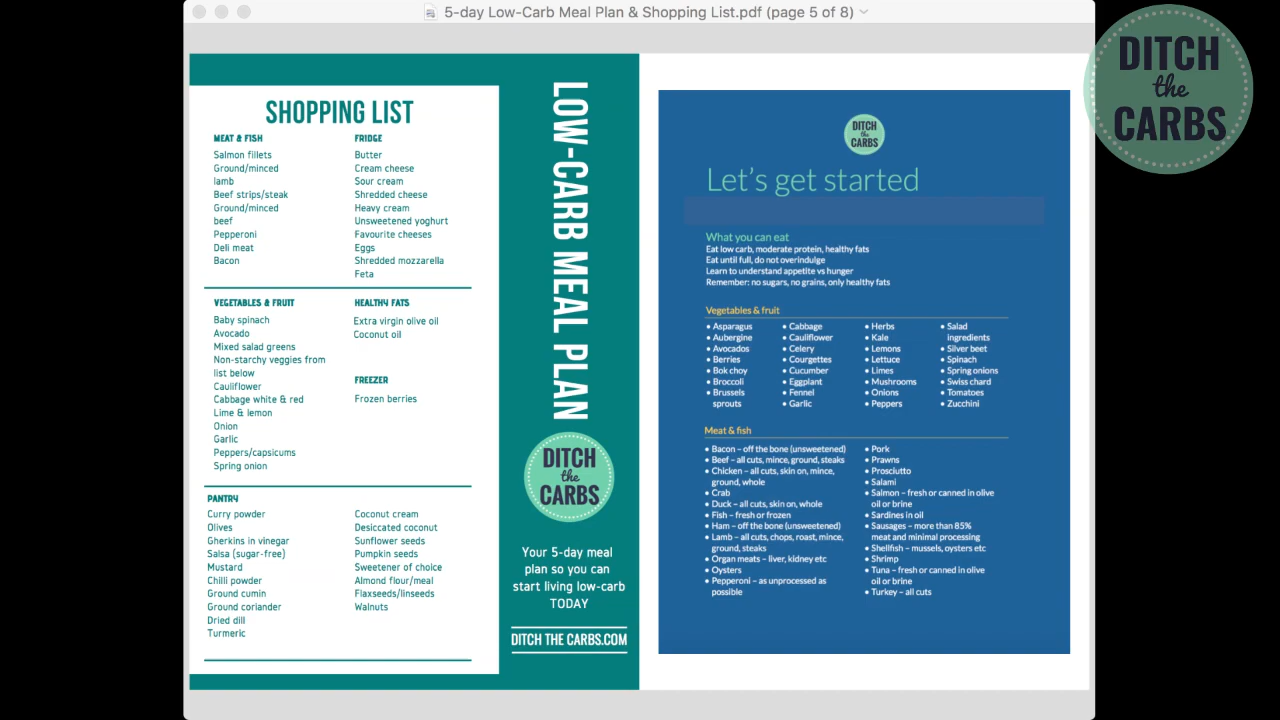 5-day Low-Carb Meal Plan & Shopping List.pdf (page 5 of 8)
DITCH
the
CARBS
SHOPPING LIST
MEAT & FISH
Salmon fillets
Ground/minced
lamb
Beef strips/steak
Ground/minced
beef
Pepperoni
Deli meat
Bacon
FRIDGE
Butter
Cream cheese
Sour cream
Shredded cheese
Heavy cream
Unsweetened yoghurt
Favourite cheeses
Eggs
Shredded mozzarella
Feta
VEGETABLES & FRUIT
Baby spinach
Avocado
Mixed salad greens
Non-starchy veggies from
list below
Cauliflower
Cabbage white & red
Lime & lemon
Onion
Garlic
Peppers/capsicums
Spring onion
HEALTHY FATS
Extra virgin olive oil
Coconut oil
FREEZER
Frozen berries
PANTRY
Curry powder
Olives
Gherkins in vinegar
Salsa (sugar-free)
Mustard
Chilli powder
Ground cumin
Ground coriander
Dried dill
Turmeric
Coconut cream
Desiccated coconut
Sunflower seeds
Pumpkin seeds
Sweetener of choice
Almond flour/meal
Flaxseeds/linseeds
Walnuts
LOW-CARB MEAL PLAN
DITCH
the
CARBS
Your 5-day meal
plan so you can
start living low-carb
TODAY
DITCH THE CARBS.COM
DITCH
the
CARBS
Let's get started
What you can eat
Eat low carb, moderate protein, healthy fats
Eat until full, do not overindulge
Learn to understand appetite vs hunger
Remember: no sugars, no grains, only healthy fats
Vegetables & fruit
• Asparagus
• Aubergine
• Avocados
• Berries
• Bok choy
• Broccoli
• Brussels
sprouts
• Cabbage
• Cauliflower
• Celery
• Courgettes
• Cucumber
• Eggplant
• Fennel
• Garlic
• Herbs
• Kale
• Lemons
• Lettuce
• Limes
• Mushrooms
• Onions
• Peppers
• Salad
ingredients
• Silver beet
• Spinach
• Spring onions
• Swiss chard
• Tomatoes
• Zucchini
Meat & fish
• Bacon – off the bone (unsweetened)
• Beef – all cuts, mince, ground, steaks
• Chicken – all cuts, skin on, mince,
ground, whole
• Crab
• Duck – all cuts, skin on, whole
• Fish – fresh or frozen
• Ham – off the bone (unsweetened)
• Lamb – all cuts, chops, roast, mince,
ground, steaks
• Organ meats – liver, kidney etc
• Oysters
• Pepperoni – as unprocessed as
possible
• Pork
• Prawns
• Prosciutto
• Salami
• Salmon – fresh or canned in olive
oil or brine
• Sardines in oil
• Sausages – more than 85%
meat and minimal processing
• Shellfish – mussels, oysters etc
• Shrimp
• Tuna – fresh or canned in olive
oil or brine
• Turkey – all cuts